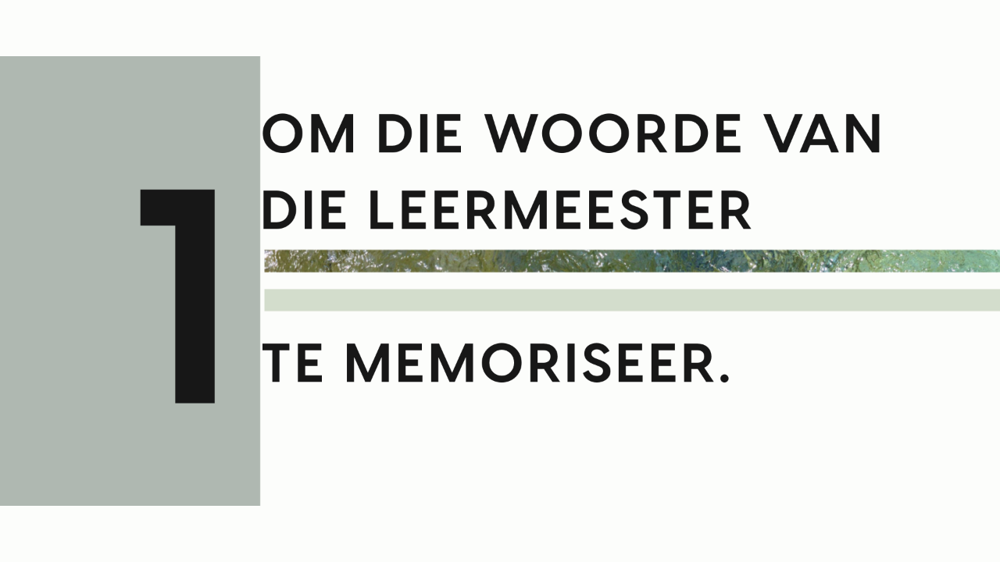 1
OM DIE WOORDE VAN
DIE LEERMEESTER
TE MEMORISEER.